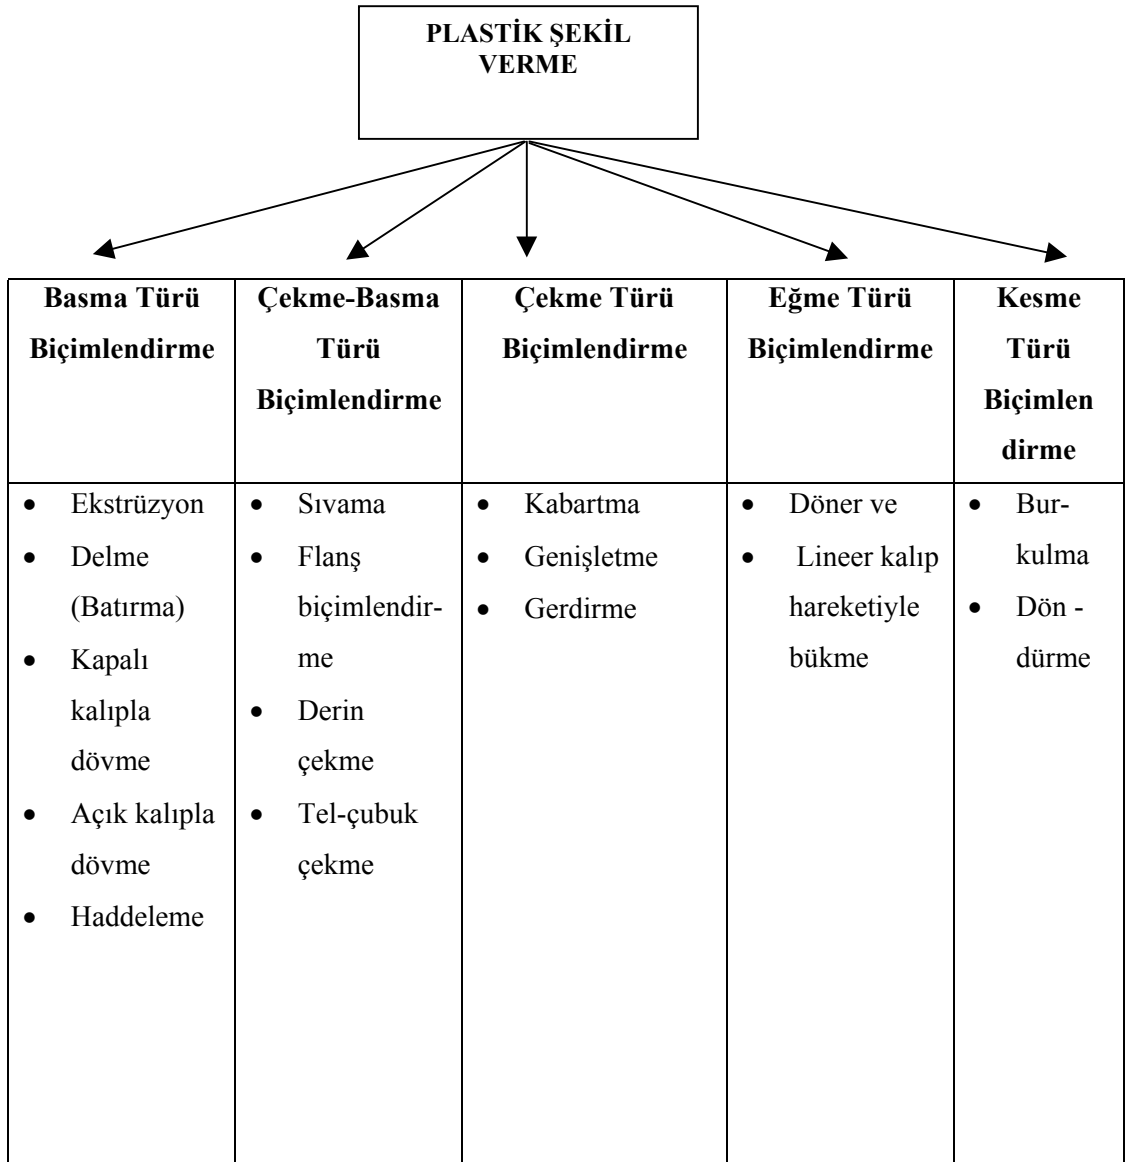 PLASTİK ŞEKİL
VERME
Basma Türü
Biçimlendirme
Çekme-Basma
Türü
Biçimlendirme
Çekme Türü
Biçimlendirme
Eğme Türü
Biçimlendirme
Kesme
Türü
Biçimlen
dirme
• Ekstrüzyon
• Delme
(Batırma)
• Kapalı
kalıpla
dövme
• Açık kalıpla
dövme
• Haddeleme
• Sıvama
• Flanş
biçimlendir-
me
• Derin
çekme
• Tel-çubuk
çekme
• Kabartma
• Genişletme
• Gerdirme
• Döner ve
• Lineer kalıp
hareketiyle
bükme
• Bur-
kulma
• Dön -
dürme